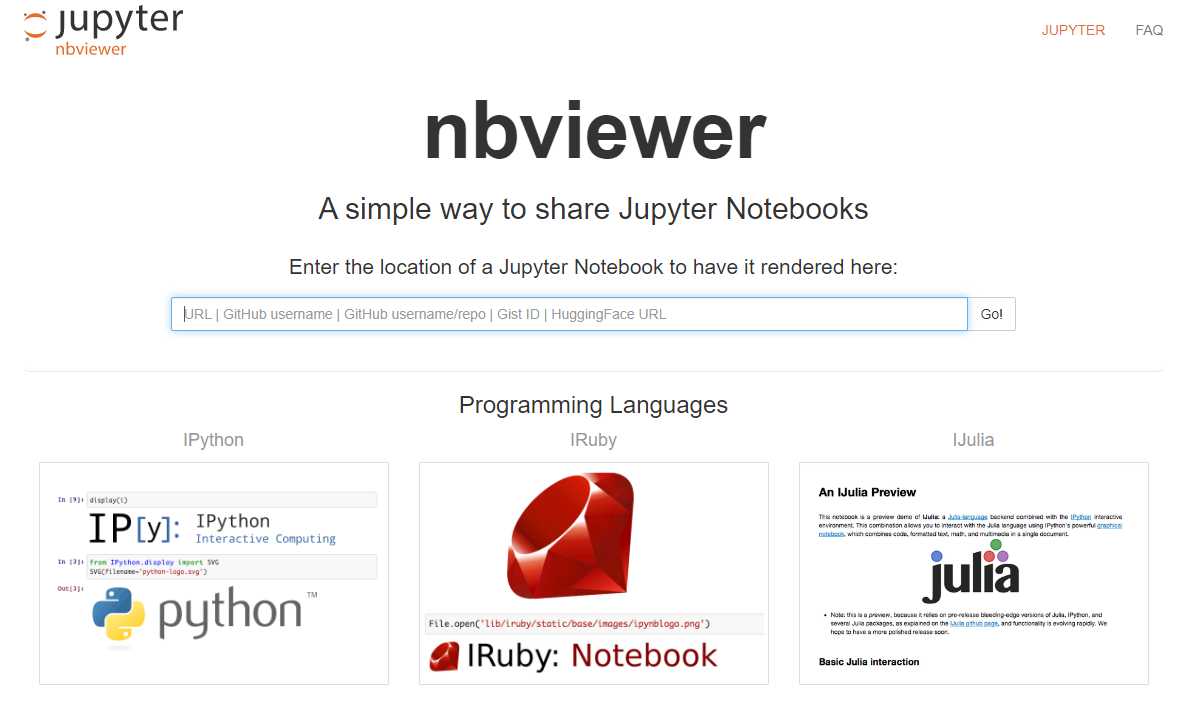 jupyter
nbviewer
JUPYTER
FAQ
nbviewer
A simple way to share Jupyter Notebooks
Enter the location of a Jupyter Notebook to have it rendered here:
URL | GitHub username | GitHub username/repo | Gist ID | HuggingFace URL
Go!
Programming Languages
IPython
In [9]: display(i)
IP[y]: IPython
Interactive Computing
In [3]: from IPython.display import SVG
SVG(filename='python-logo.svg')
Out[3]:
python™
IRuby
File.open('lib/iruby/static/base/images/ipynblogo.png')
IRuby: Notebook
IJulia
An IJulia Preview
This notebook is a preview demo of IJulia: a Julia-language backend combined with the IPython interactive
environment. This combination allows you to interact with the Julia language using IPython's powerful graphical
notebook, which combines code, formatted text, math, and multimedia in a single document.
julia
• Note: this is a preview, because it relies on pre-release bleeding-edge versions of Julia, IPython, and
several Julia packages, as explained on the IJulia github page, and functionality is evolving rapidly. We
hope to have a more polished release soon.
Basic Julia interaction